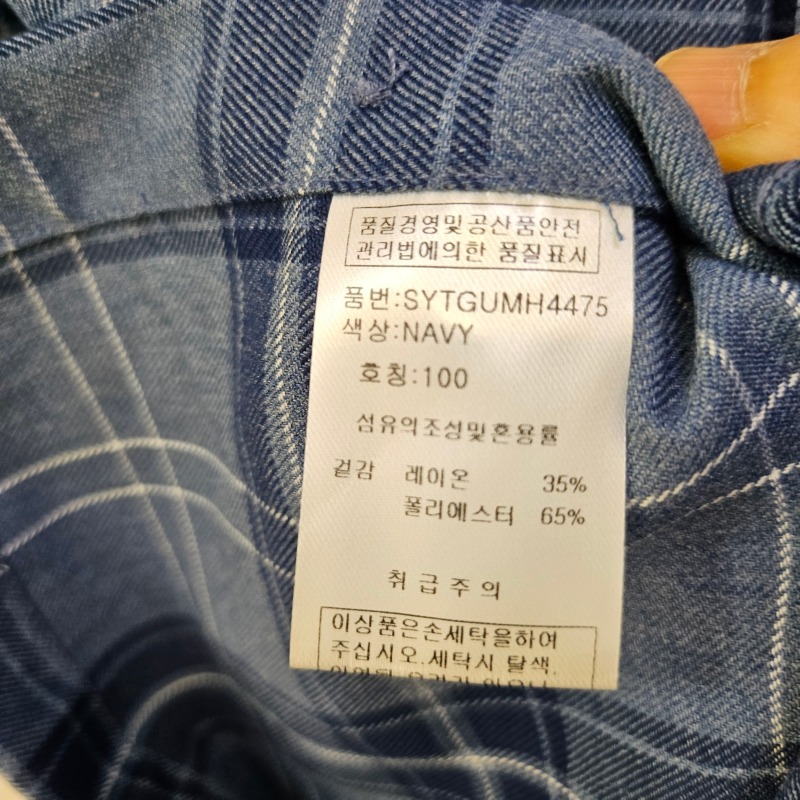 품질경영및공산품안전
관리법에의한 품질표시
품번:SYTGUMH4475
색상:NAVY
호칭:100
섬유의조성및혼용률
겉감 레이온 35%
폴리에스터 65%
취급주의
이상품은손세탁을하여
주십시오.세탁시 탈색,